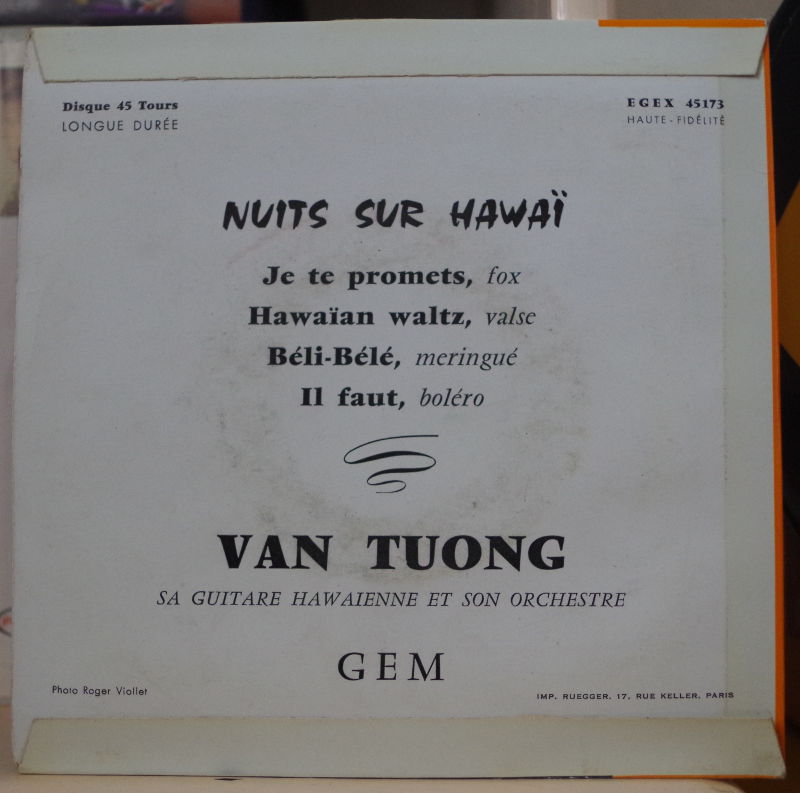 Disque 45 Tours
LONGUE DURÉE
EGEX 45173
HAUTE-FIDÉLITÉ
NUITS SUR HAWAÏ
Je te promets, fox
Hawaïan waltz, valse
Béli-Bélé, meringué
Il faut, boléro
VAN TUONG
SA GUITARE HAWAIENNE ET SON ORCHESTRE
GEM
Photo Roger Viollet
IMP. RUEGGER. 17, RUE KELLER, PARIS